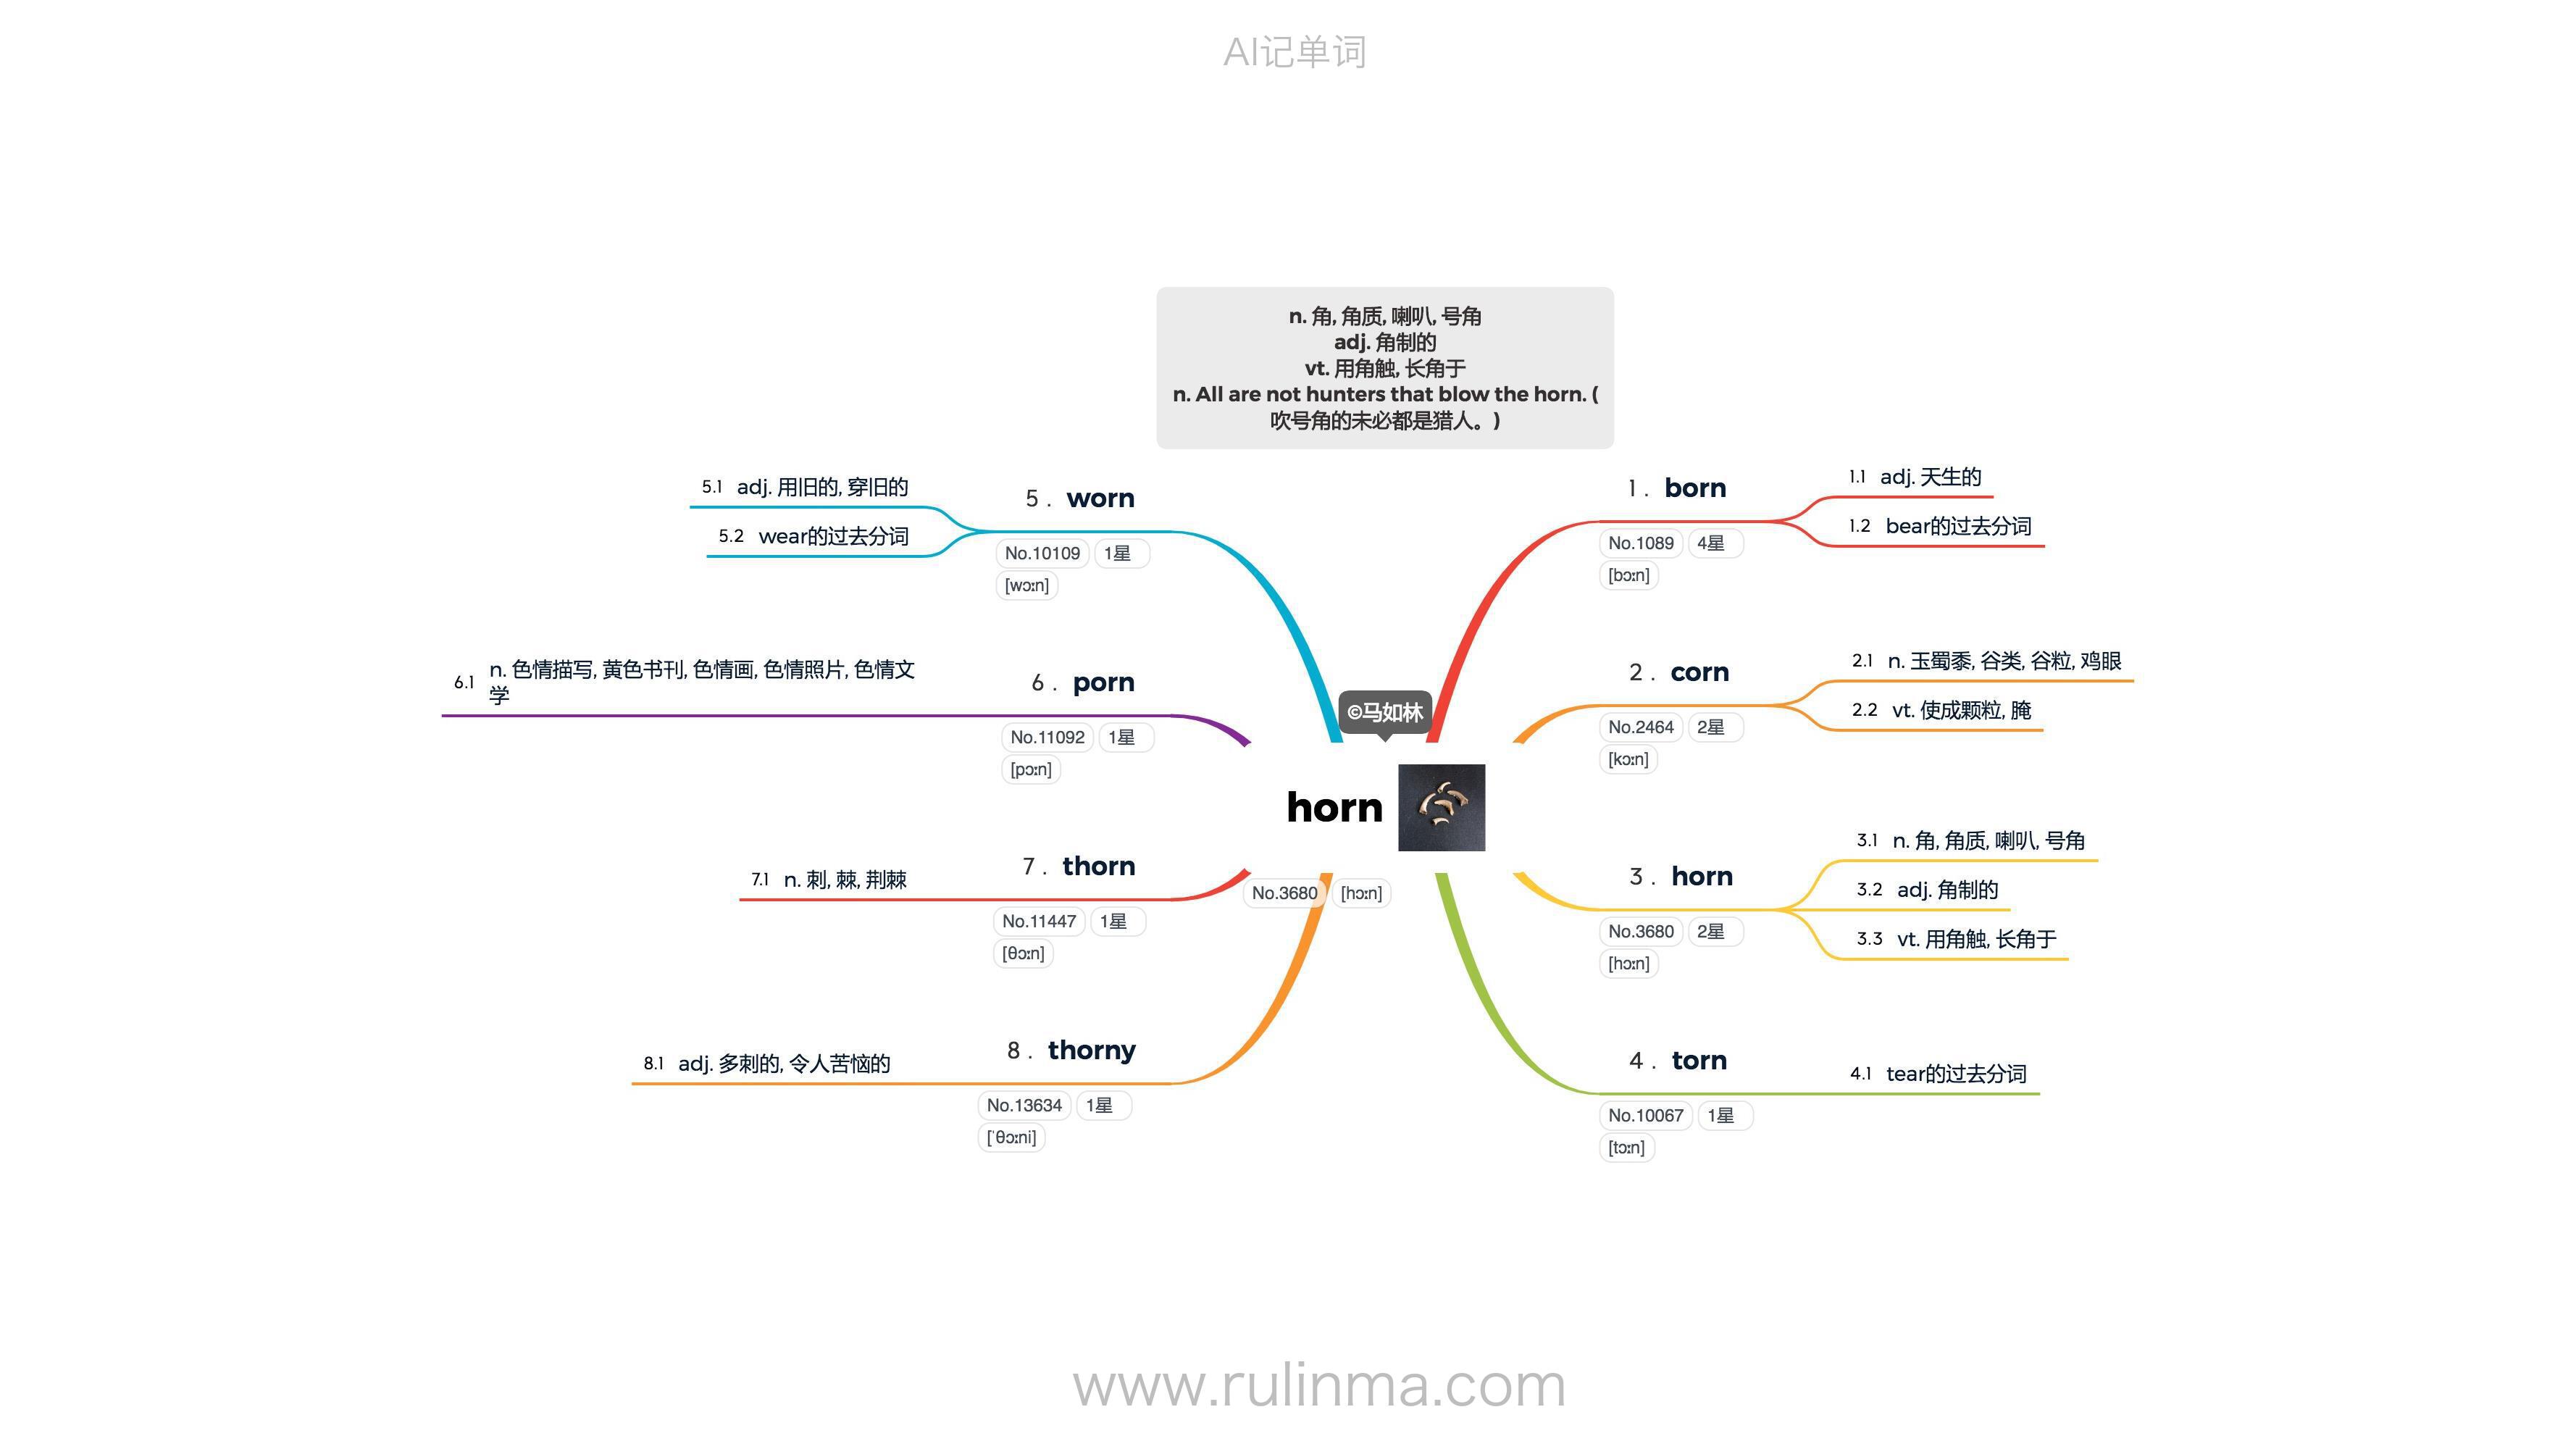 AI记单词
n. 角, 角质, 喇叭, 号角
adj. 角制的
vt. 用角触, 长角于
n. All are not hunters that blow the horn. (
吹号角的未必都是猎人。)
©马如林
horn
No.3680 [hɔːn]
1 . born
No.1089 4星
[bɔːn]
1.1 adj. 天生的
1.2 bear的过去分词
2 . corn
No.2464 2星
[kɔːn]
2.1 n. 玉蜀黍, 谷类, 谷粒, 鸡眼
2.2 vt. 使成颗粒, 腌
3 . horn
No.3680 2星
[hɔːn]
3.1 n. 角, 角质, 喇叭, 号角
3.2 adj. 角制的
3.3 vt. 用角触, 长角于
4 . torn
No.10067 1星
[tɔːn]
4.1 tear的过去分词
5 . worn
No.10109 1星
[wɔːn]
5.1 adj. 用旧的, 穿旧的
5.2 wear的过去分词
6 . porn
No.11092 1星
[pɔːn]
6.1 n. 色情描写, 黄色书刊, 色情画, 色情照片, 色情文
学
7 . thorn
No.11447 1星
[θɔːn]
7.1 n. 刺, 棘, 荆棘
8 . thorny
No.13634 1星
[ˈθɔːni]
8.1 adj. 多刺的, 令人苦恼的
www.rulinma.com